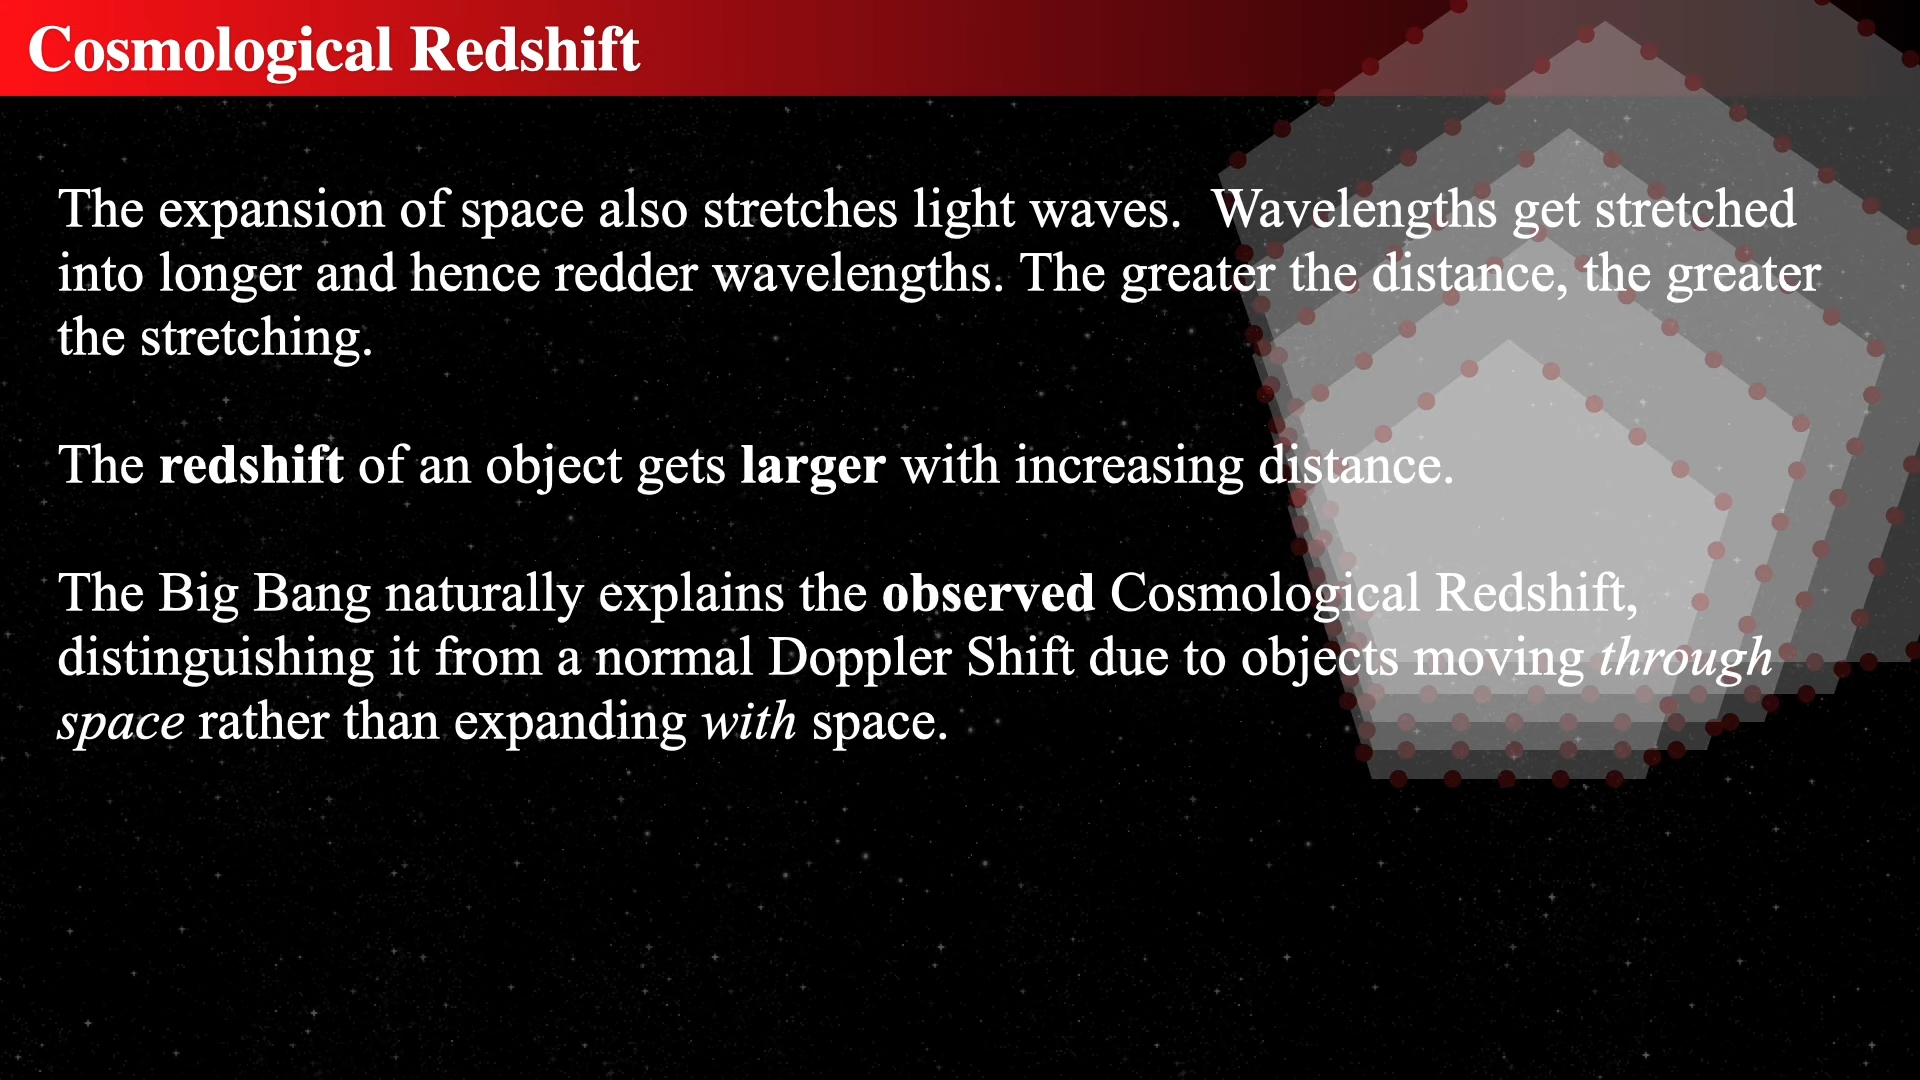 Cosmological Redshift
The expansion of space also stretches light waves.  Wavelengths get stretched
into longer and hence redder wavelengths. The greater the distance, the greater
the stretching.
The redshift of an object gets larger with increasing distance.
The Big Bang naturally explains the observed Cosmological Redshift,
distinguishing it from a normal Doppler Shift due to objects moving through
space rather than expanding with space.